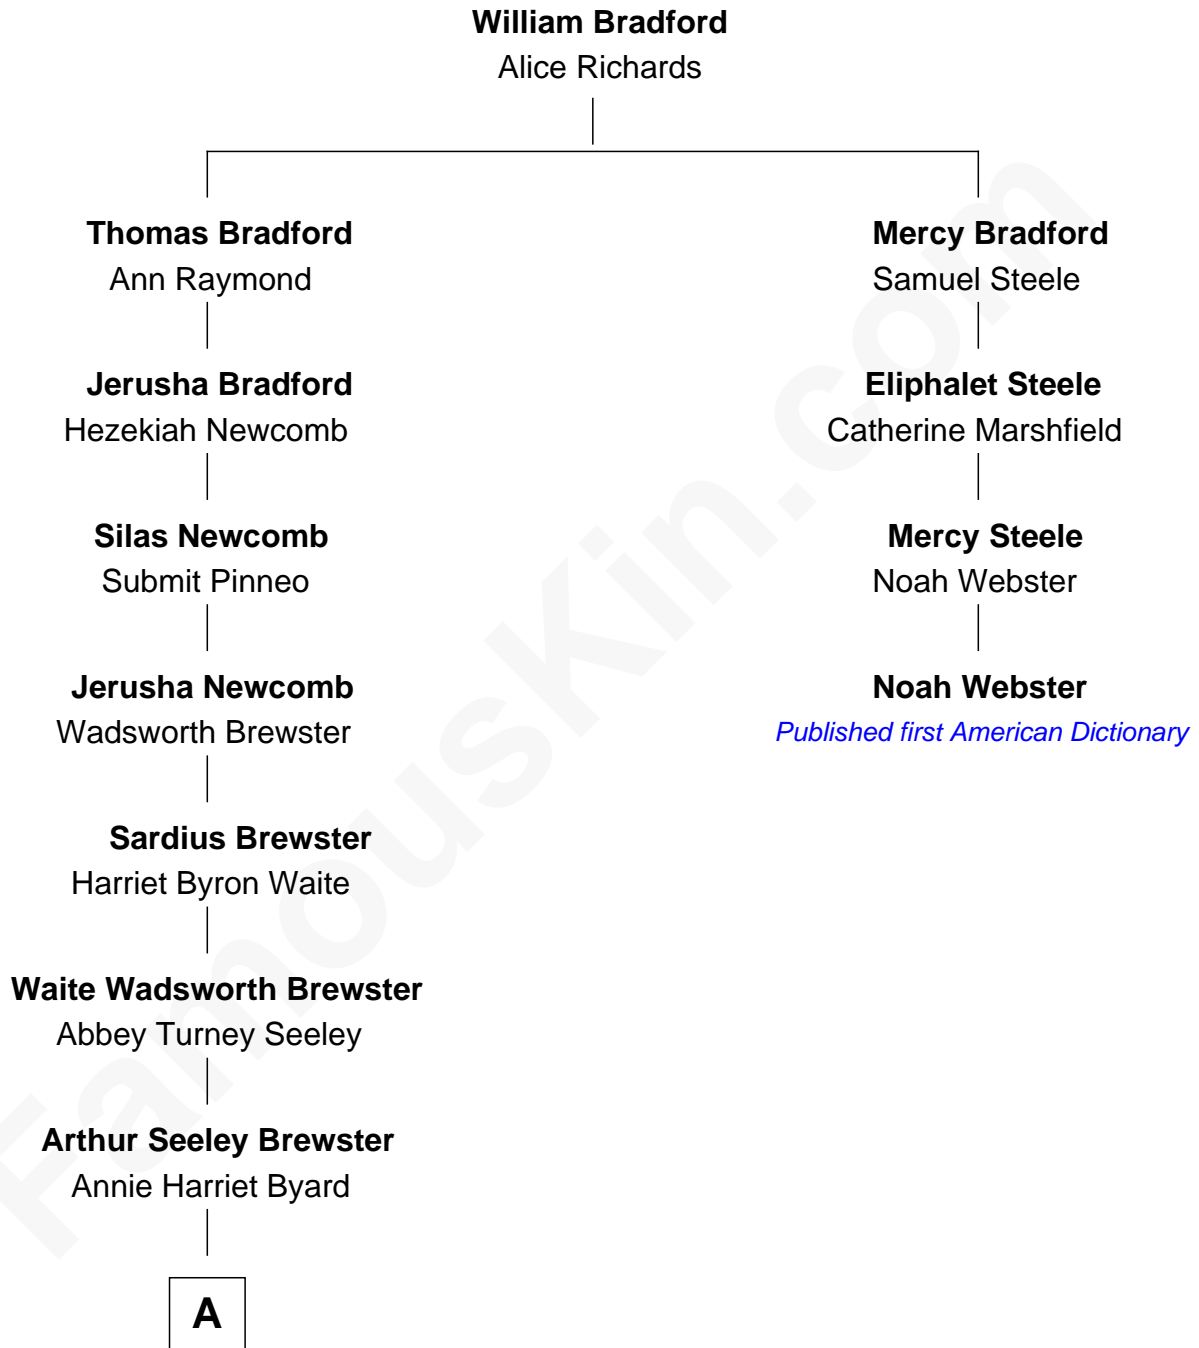 William Bradford
Alice Richards
Thomas Bradford
Ann Raymond
Mercy Bradford
Samuel Steele
Jerusha Bradford
Hezekiah Newcomb
Eliphalet Steele
Catherine Marshfield
Silas Newcomb
Submit Pinneo
Mercy Steele
Noah Webster
Jerusha Newcomb
Wadsworth Brewster
Noah Webster
Published first American Dictionary
Sardius Brewster
Harriet Byron Waite
Waite Wadsworth Brewster
Abbey Turney Seeley
Arthur Seeley Brewster
Annie Harriet Byard
A
FamousKin.com